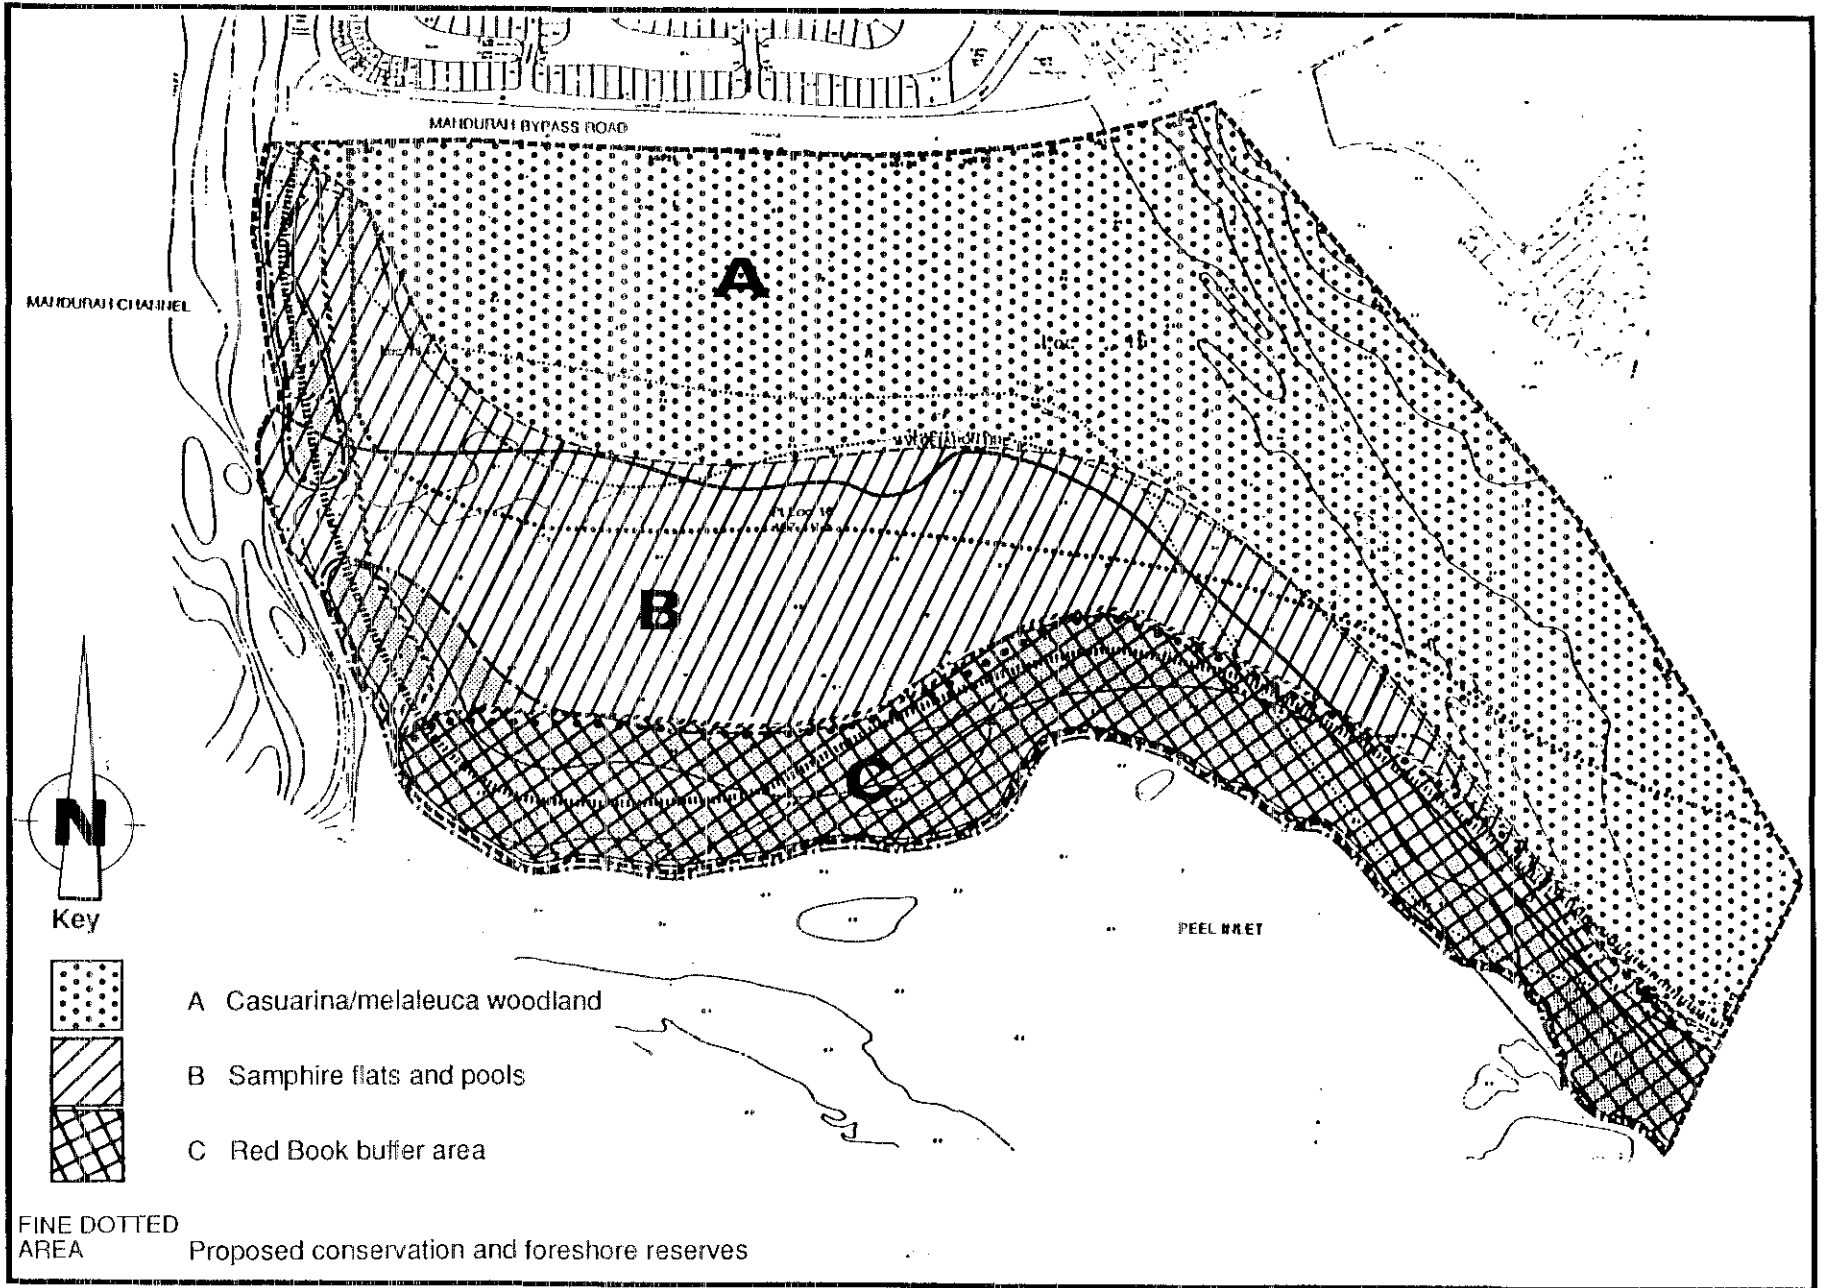 MANDURAH BYPASS ROAD
A
MANDURAH CHANNEL
Loc
B
C
N
Key
PEEL INLET
A Casuarina/melaleuca woodland
B Samphire flats and pools
C Red Book buffer area
FINE DOTTED
AREA Proposed conservation and foreshore reserves